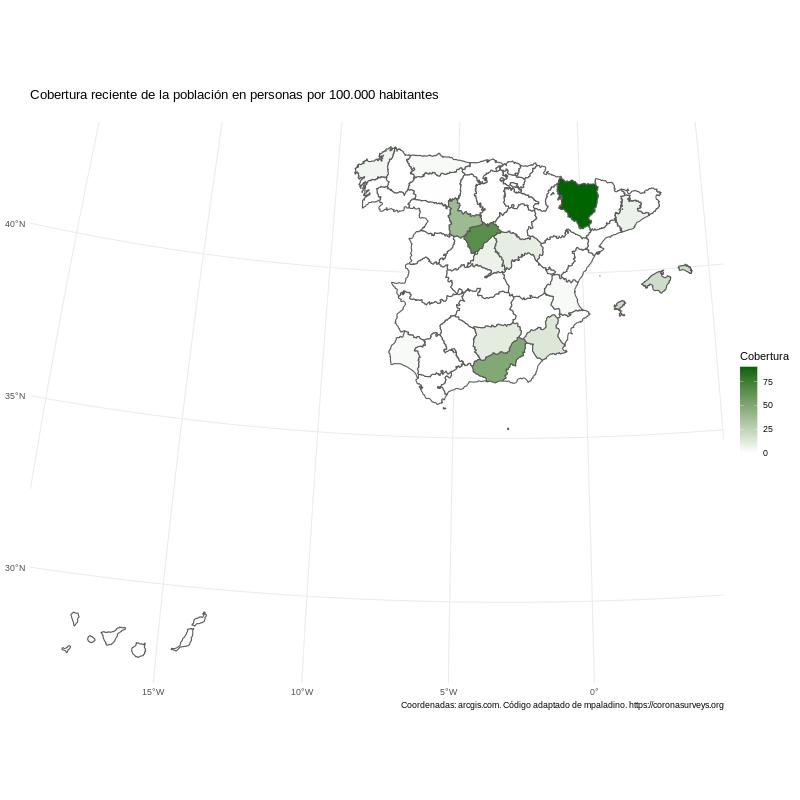 Cobertura reciente de la población en personas por 100.000 habitantes
40°N
35°N
30°N
15°W
10°W
5°W
0°
Cobertura
75
50
25
0
Coordenadas: arcgis.com. Código adaptado de mpaladino. https://coronasurveys.org